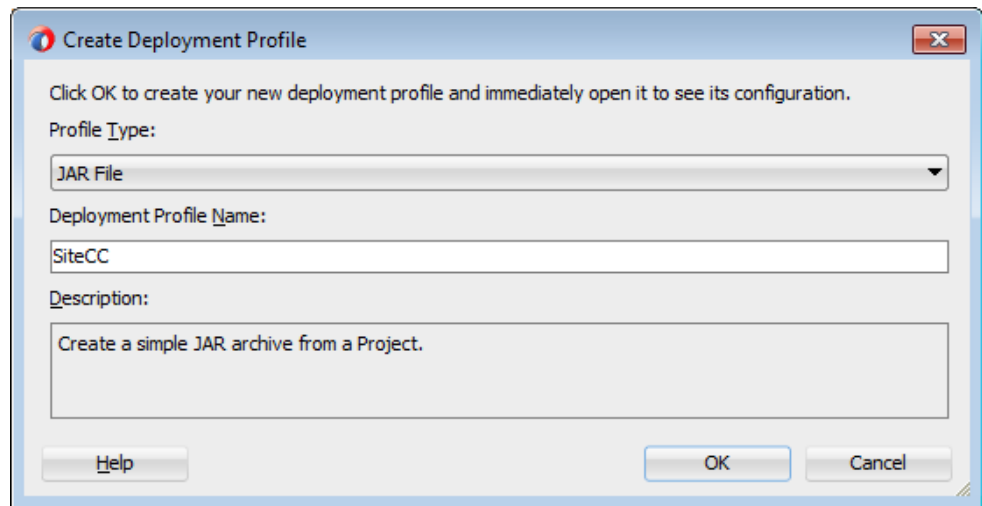 Create Deployment Profile
Click OK to create your new deployment profile and immediately open it to see its configuration.
Profile Type:
JAR File
Deployment Profile Name:
SiteCC
Description:
Create a simple JAR archive from a Project.
Help OK Cancel